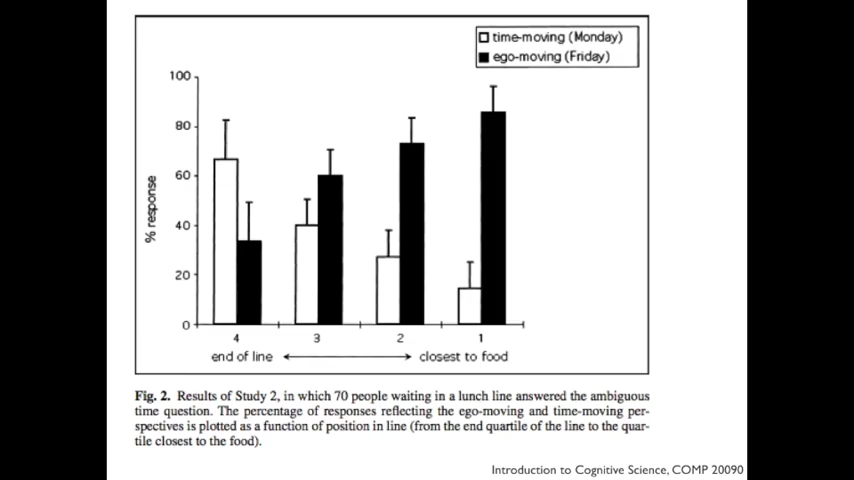 time-moving (Monday)
ego-moving (Friday)
100
80
60
40
20
0
% response
4 3 2 1
end of line closest to food
Fig. 2. Results of Study 2, in which 70 people waiting in a lunch line answered the ambiguous
time question. The percentage of responses reflecting the ego-moving and time-moving per-
spectives is plotted as a function of position in line (from the end quartile of the line to the quar-
tile closest to the food).
Introduction to Cognitive Science, COMP 20090